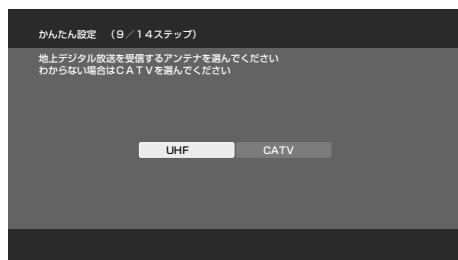 かんたん設定　（９／１４ステップ）
地上デジタル放送を受信するアンテナを選んでください
わからない場合はＣＡＴＶを選んでください
UHF
CATV